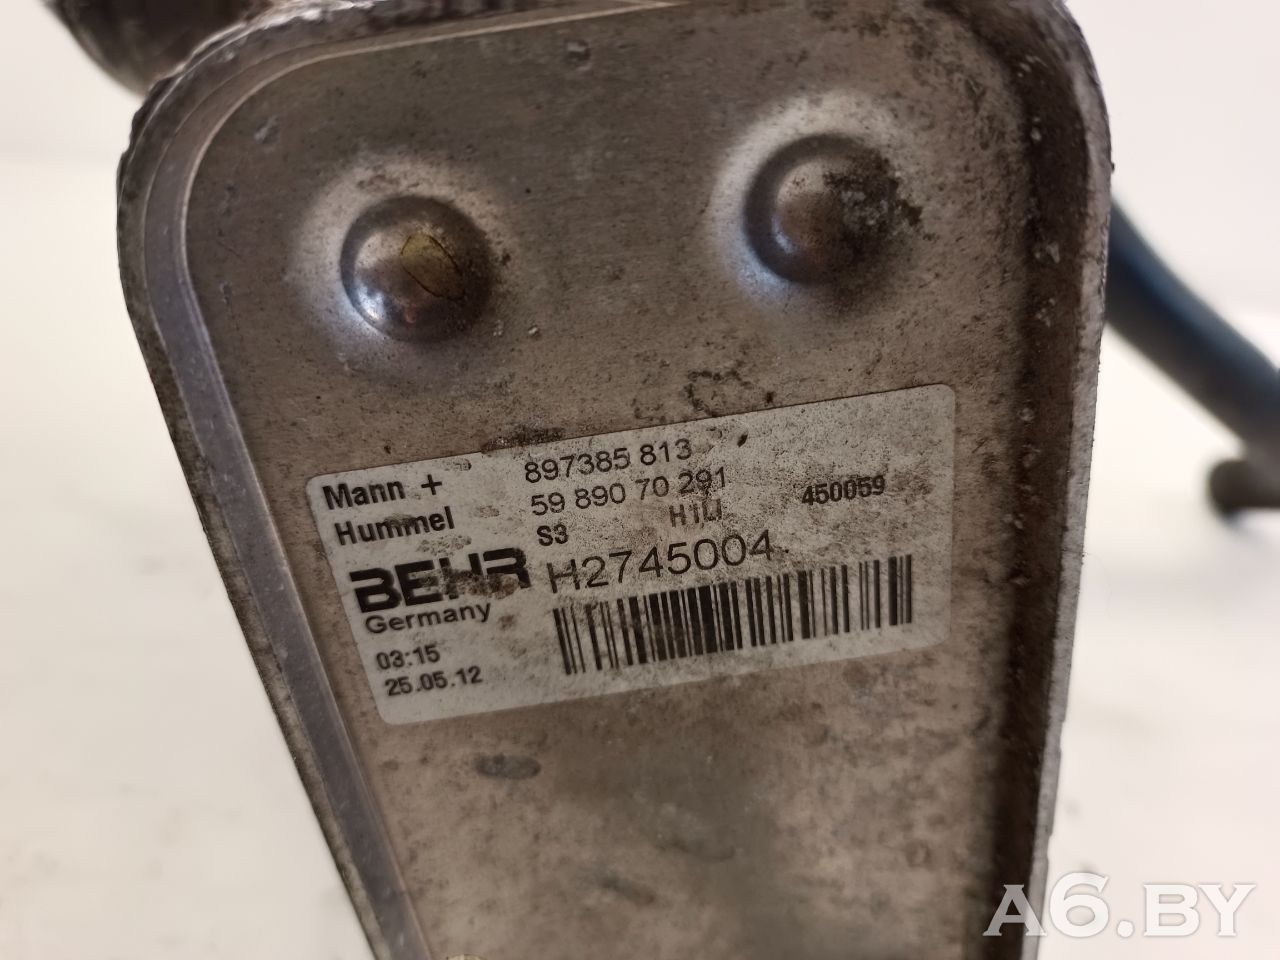 Mann +
Hummel
897385 813
59 890 70 291
S3
450059
BEHR
Germany
H2745004
03:15
25.05.12
A6.BY